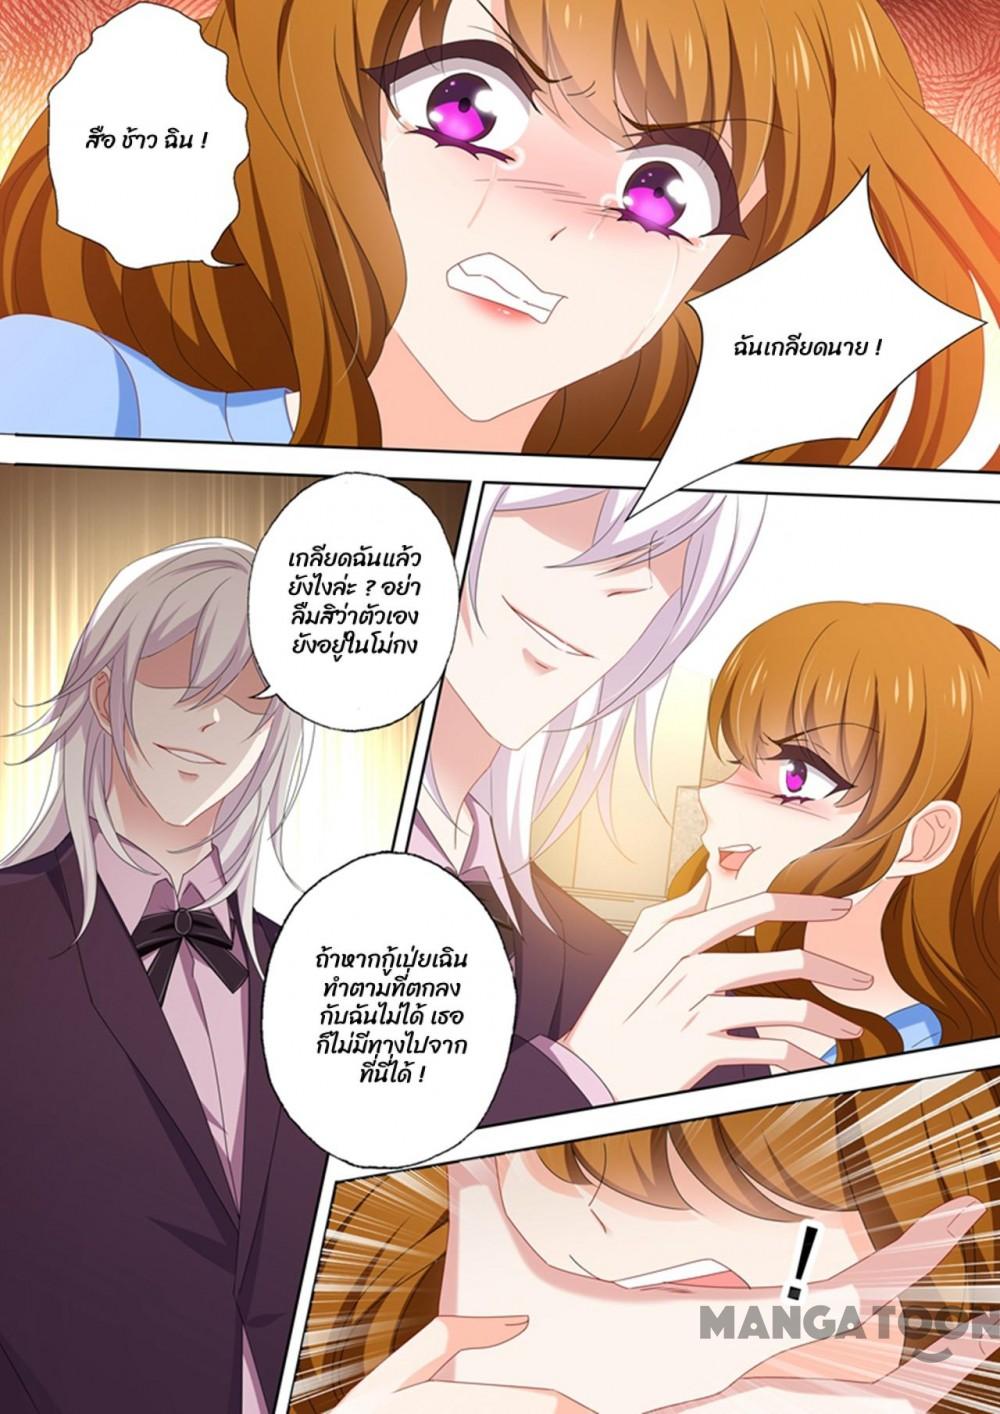 สือ ช้าว ฉิน !
ฉันเกลียดนาย !
เกลียดฉันแล้ว
ยังไงล่ะ ? อย่า
ลืมสิว่าตัวเอง
ยังอยู่ในโม่กง
ถ้าหากกู้เป่ยเฉิน
ทำตามที่ตกลง
กับฉันไม่ได้ เธอ
ก็ไม่มีทางไปจาก
ที่นี่ได้ !
!
MANGATOON